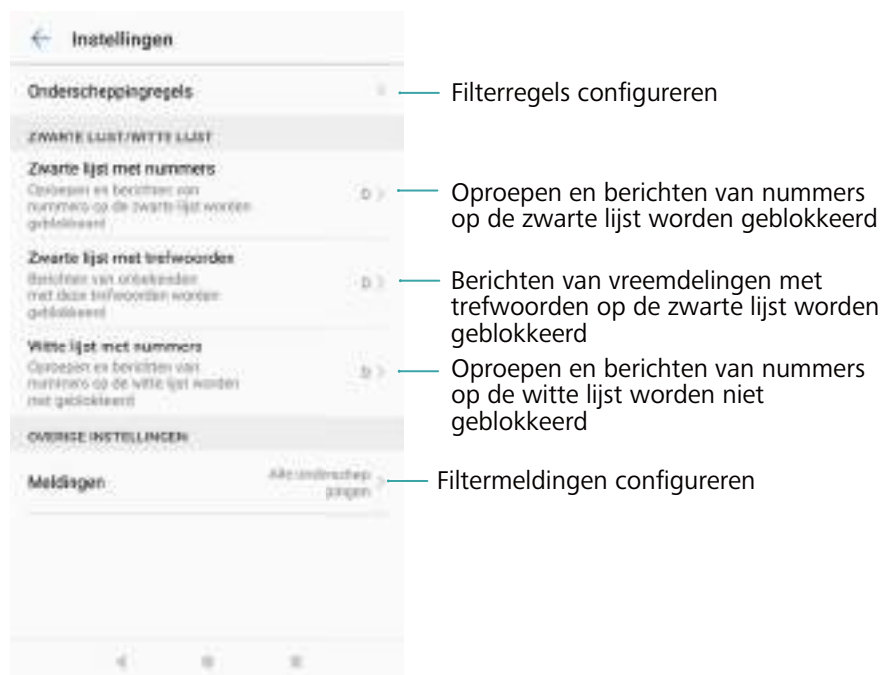 Instellingen
Onderscheppingregels
Filterregels configureren
ZWARTE LIJST/WITTE LIJST
Zwarte lijst met nummers
Oproepen en berichten van
nummers op de zwarte lijst worden
geblokkeerd
0
Oproepen en berichten van nummers
op de zwarte lijst worden geblokkeerd
Zwarte lijst met trefwoorden
Berichten van onbekenden
met deze trefwoorden worden
geblokkeerd
0
Berichten van vreemdelingen met
trefwoorden op de zwarte lijst worden
geblokkeerd
Witte lijst met nummers
Oproepen en berichten van
nummers op de witte lijst worden
niet geblokkeerd
0
Oproepen en berichten van nummers
op de witte lijst worden niet
geblokkeerd
OVERIGE INSTELLINGEN
Meldingen
Alle onderschep
pingen
Filtermeldingen configureren